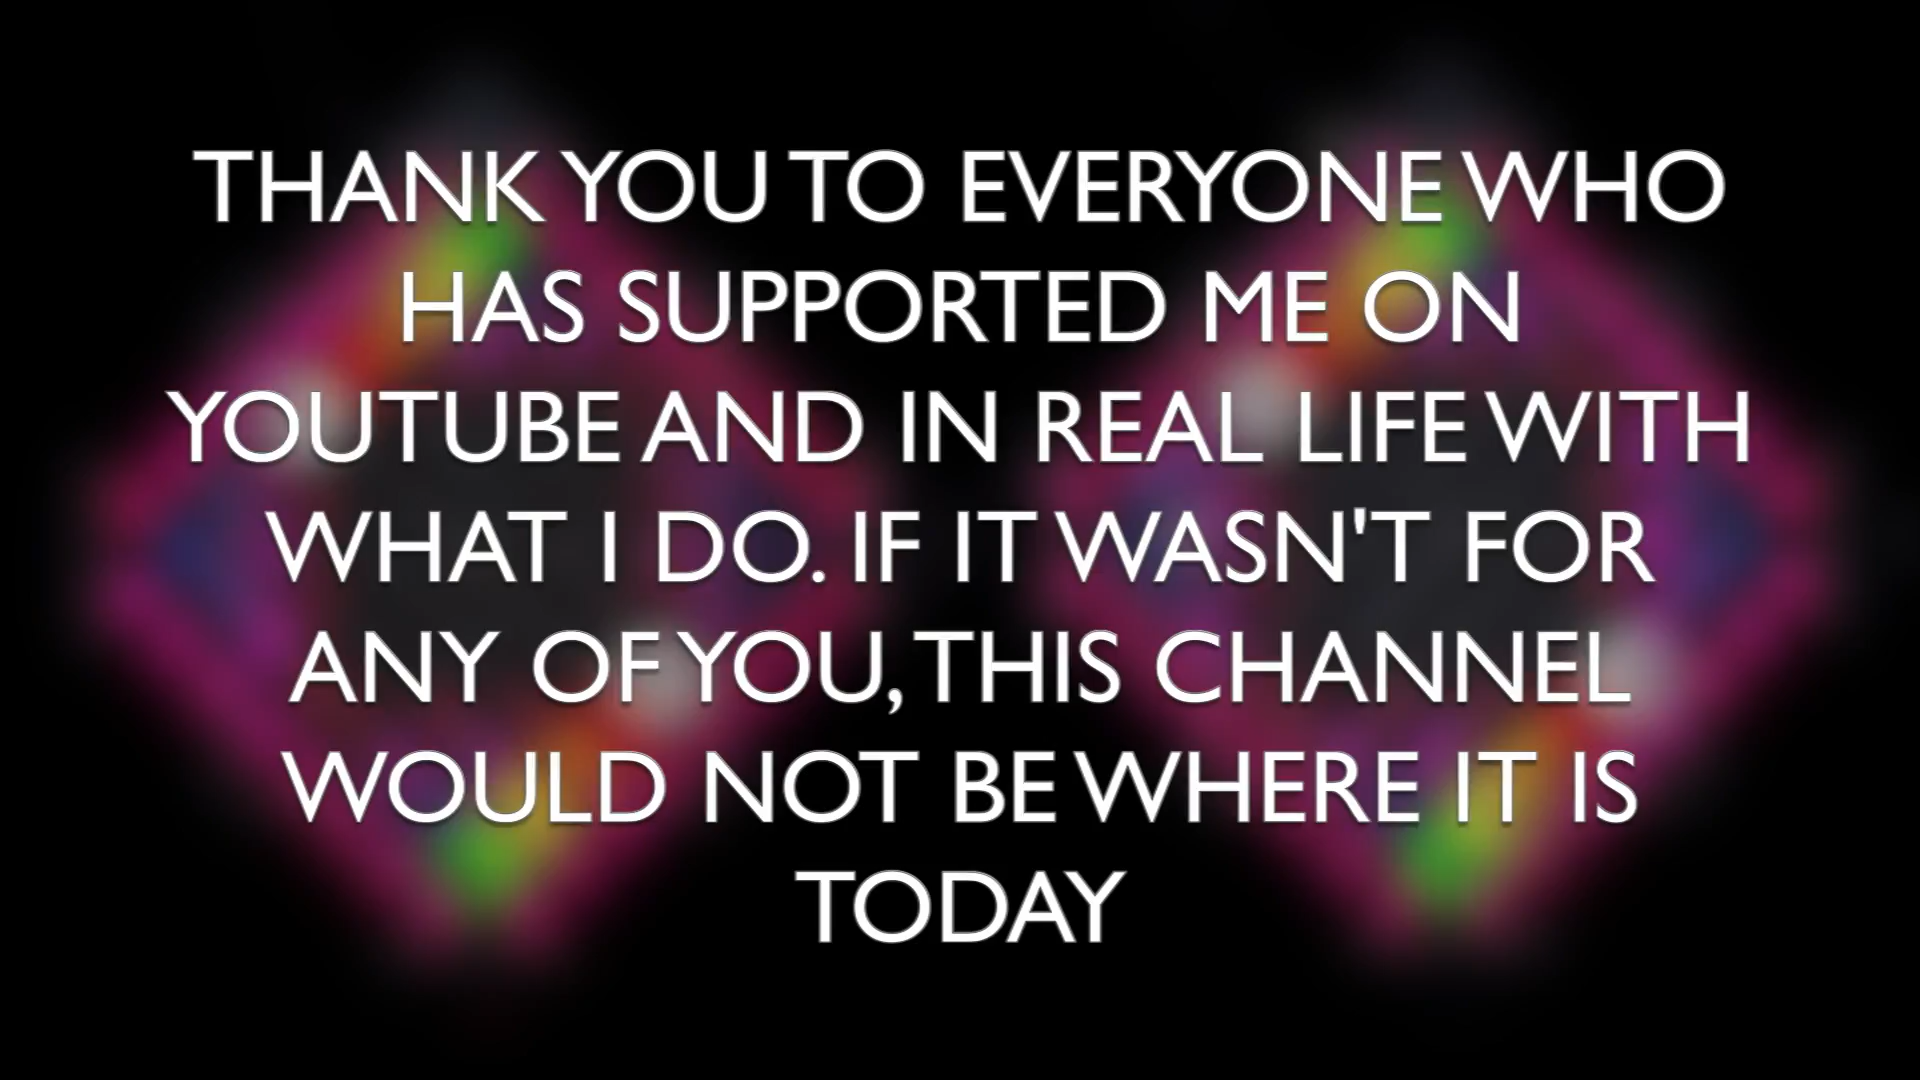 THANK YOU TO EVERYONE WHO
HAS SUPPORTED ME ON
YOUTUBE AND IN REAL LIFE WITH
WHAT I DO. IF IT WASN'T FOR
ANY OF YOU, THIS CHANNEL
WOULD NOT BE WHERE IT IS
TODAY